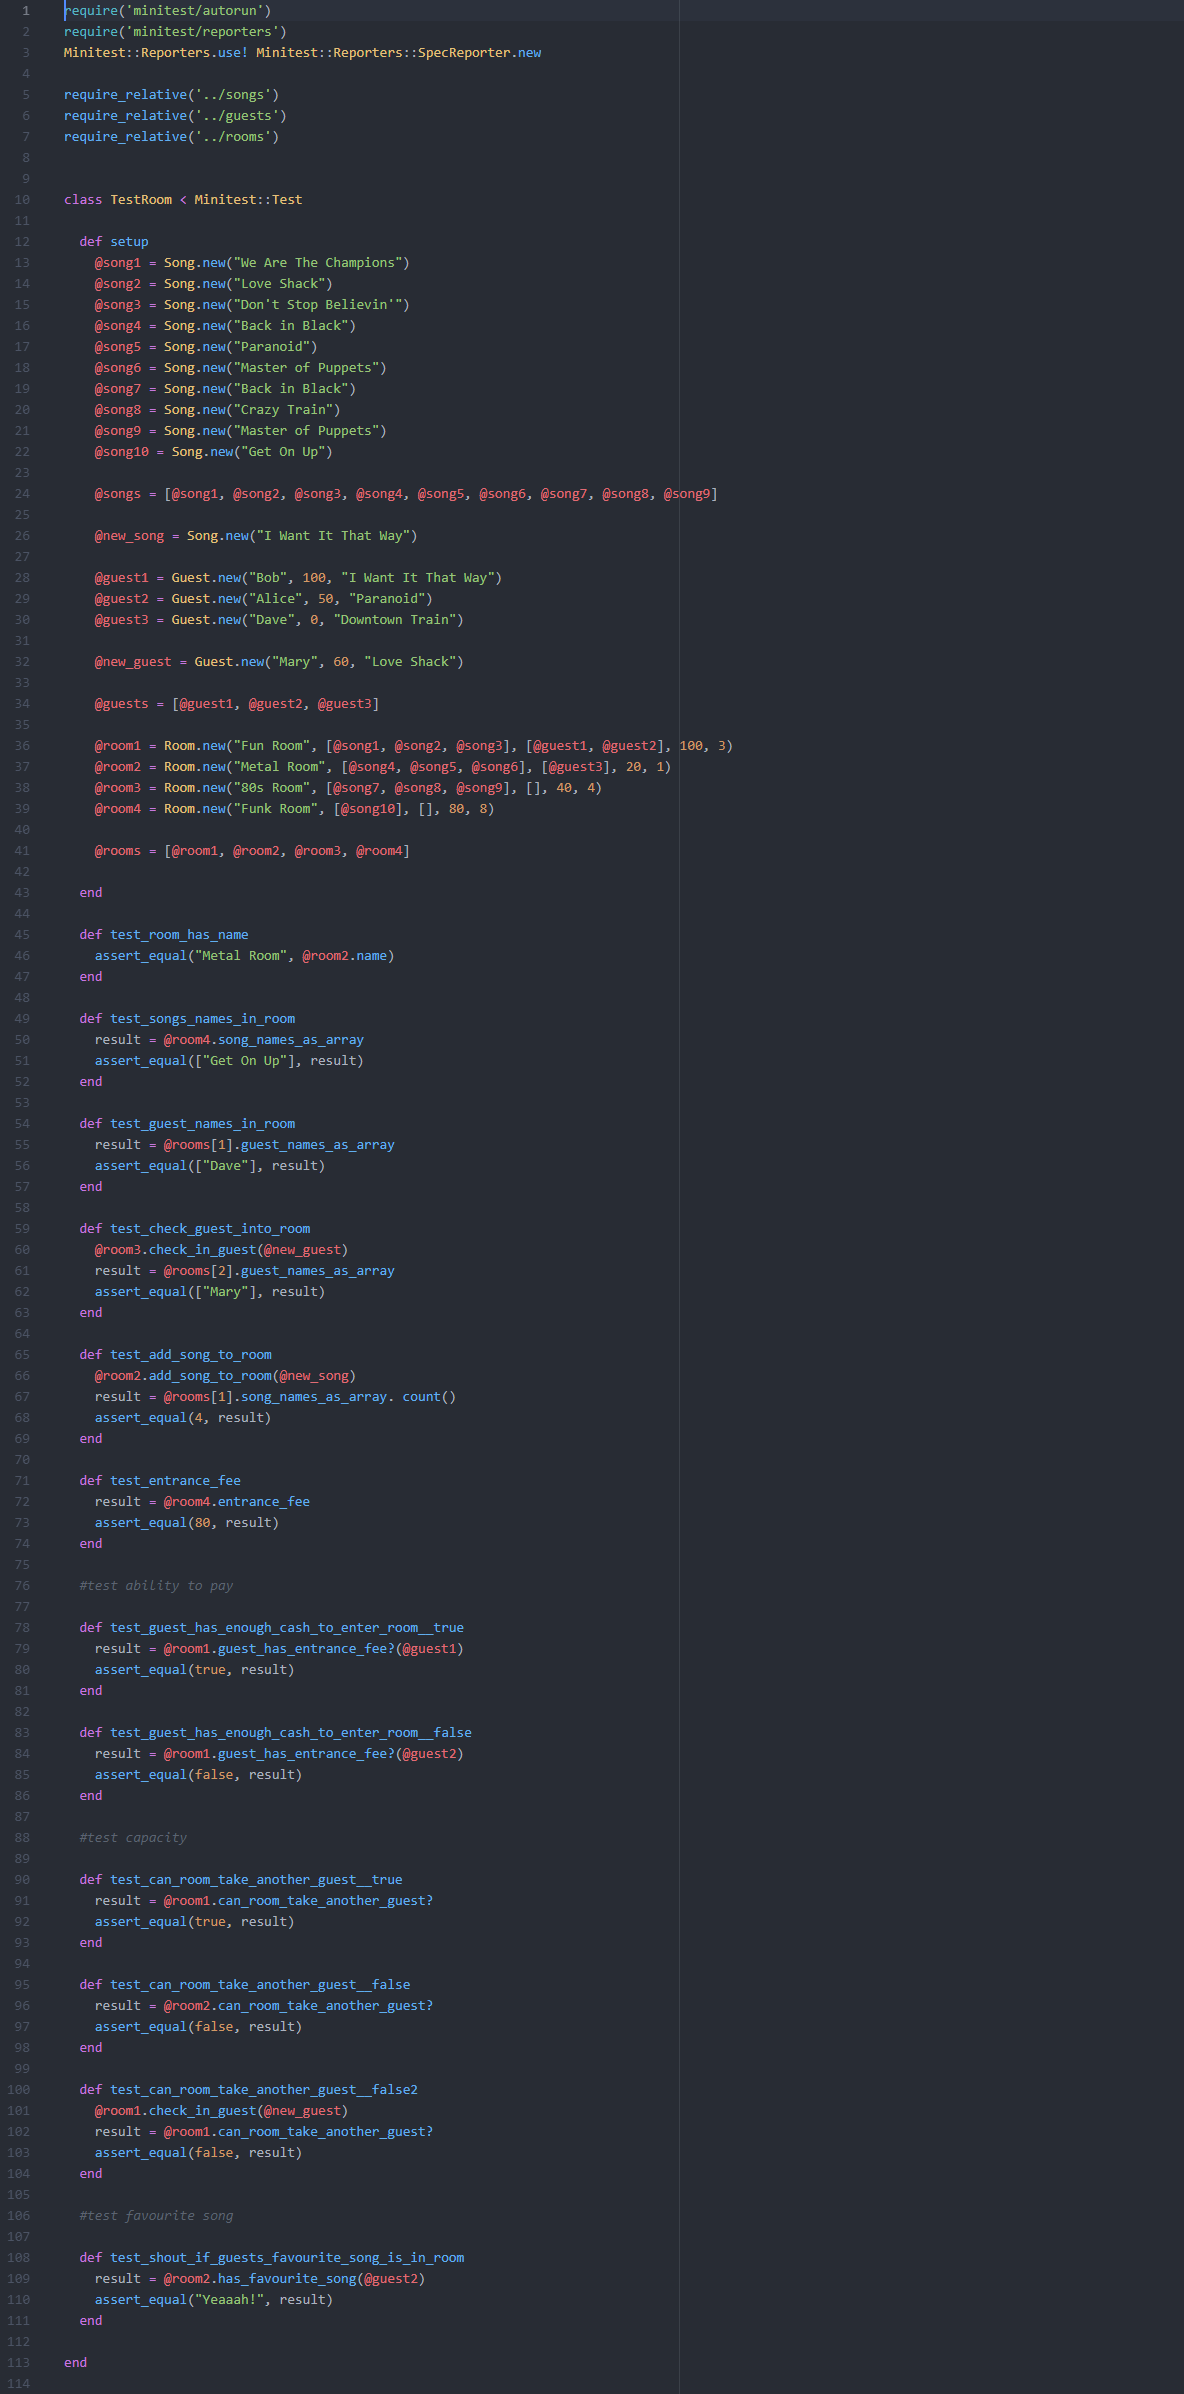 1 require('minitest/autorun')
2 require('minitest/reporters')
3 Minitest::Reporters.use! Minitest::Reporters::SpecReporter.new
4
5 require_relative('../songs')
6 require_relative('../guests')
7 require_relative('../rooms')
8
9
10 class TestRoom < Minitest::Test
11
12   def setup
13     @song1 = Song.new("We Are The Champions")
14     @song2 = Song.new("Love Shack")
15     @song3 = Song.new("Don't Stop Believin'")
16     @song4 = Song.new("Back in Black")
17     @song5 = Song.new("Paranoid")
18     @song6 = Song.new("Master of Puppets")
19     @song7 = Song.new("Back in Black")
20     @song8 = Song.new("Crazy Train")
21     @song9 = Song.new("Master of Puppets")
22     @song10 = Song.new("Get On Up")
23
24     @songs = [@song1, @song2, @song3, @song4, @song5, @song6, @song7, @song8, @song9]
25
26     @new_song = Song.new("I Want It That Way")
27
28     @guest1 = Guest.new("Bob", 100, "I Want It That Way")
29     @guest2 = Guest.new("Alice", 50, "Paranoid")
30     @guest3 = Guest.new("Dave", 0, "Downtown Train")
31
32     @new_guest = Guest.new("Mary", 60, "Love Shack")
33
34     @guests = [@guest1, @guest2, @guest3]
35
36     @room1 = Room.new("Fun Room", [@song1, @song2, @song3], [@guest1, @guest2], 100, 3)
37     @room2 = Room.new("Metal Room", [@song4, @song5, @song6], [@guest3], 20, 1)
38     @room3 = Room.new("80s Room", [@song7, @song8, @song9], [], 40, 4)
39     @room4 = Room.new("Funk Room", [@song10], [], 80, 8)
40
41     @rooms = [@room1, @room2, @room3, @room4]
42
43   end
44
45   def test_room_has_name
46     assert_equal("Metal Room", @room2.name)
47   end
48
49   def test_songs_names_in_room
50     result = @room4.song_names_as_array
51     assert_equal(["Get On Up"], result)
52   end
53
54   def test_guest_names_in_room
55     result = @rooms[1].guest_names_as_array
56     assert_equal(["Dave"], result)
57   end
58
59   def test_check_guest_into_room
60     @room3.check_in_guest(@new_guest)
61     result = @rooms[2].guest_names_as_array
62     assert_equal(["Mary"], result)
63   end
64
65   def test_add_song_to_room
66     @room2.add_song_to_room(@new_song)
67     result = @rooms[1].song_names_as_array. count()
68     assert_equal(4, result)
69   end
70
71   def test_entrance_fee
72     result = @room4.entrance_fee
73     assert_equal(80, result)
74   end
75
76   #test ability to pay
77
78   def test_guest_has_enough_cash_to_enter_room__true
79     result = @room1.guest_has_entrance_fee?(@guest1)
80     assert_equal(true, result)
81   end
82
83   def test_guest_has_enough_cash_to_enter_room__false
84     result = @room1.guest_has_entrance_fee?(@guest2)
85     assert_equal(false, result)
86   end
87
88   #test capacity
89
90   def test_can_room_take_another_guest__true
91     result = @room1.can_room_take_another_guest?
92     assert_equal(true, result)
93   end
94
95   def test_can_room_take_another_guest__false
96     result = @room2.can_room_take_another_guest?
97     assert_equal(false, result)
98   end
99
100   def test_can_room_take_another_guest__false2
101     @room1.check_in_guest(@new_guest)
102     result = @room1.can_room_take_another_guest?
103     assert_equal(false, result)
104   end
105
106   #test favourite song
107
108   def test_shout_if_guests_favourite_song_is_in_room
109     result = @room2.has_favourite_song(@guest2)
110     assert_equal("Yeaaah!", result)
111   end
112
113 end
114